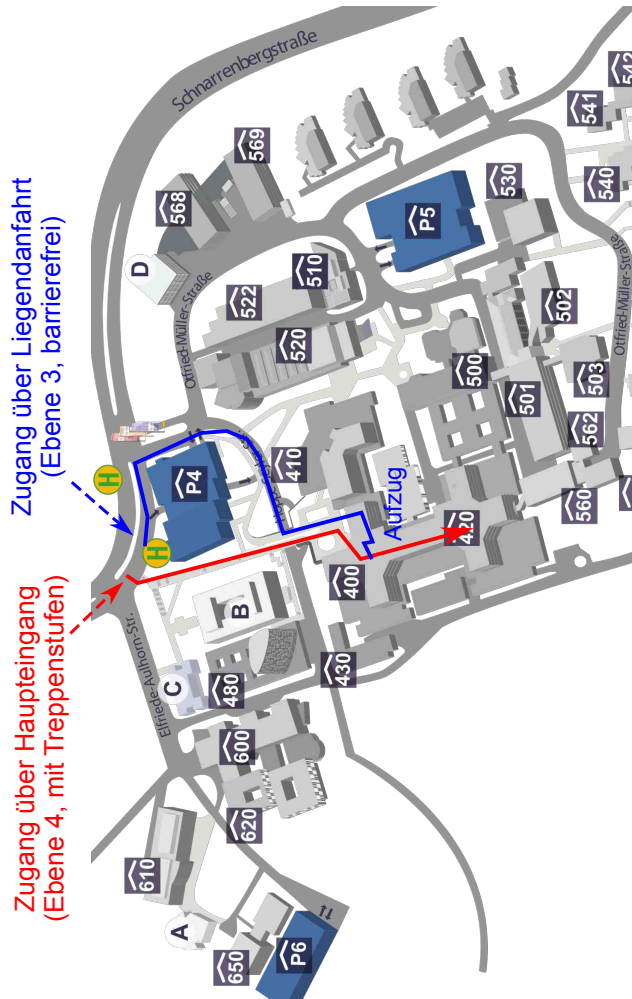 Zugang über Haupteingang
(Ebene 4, mit Treppenstufen)
Zugang über Liegendanfahrt
(Ebene 3, barrierefrei)
Schnarrenbergstraße
Elfriede-Aulhorn-Str.
Otfried-Müller-Straße
Otfried-Müller-Straße
Aufzug
H
H
A
B
C
D
P4
P5
P6
400
410
420
430
480
500
501
502
503
510
520
522
530
540
541
542
560
562
568
569
600
610
620
650